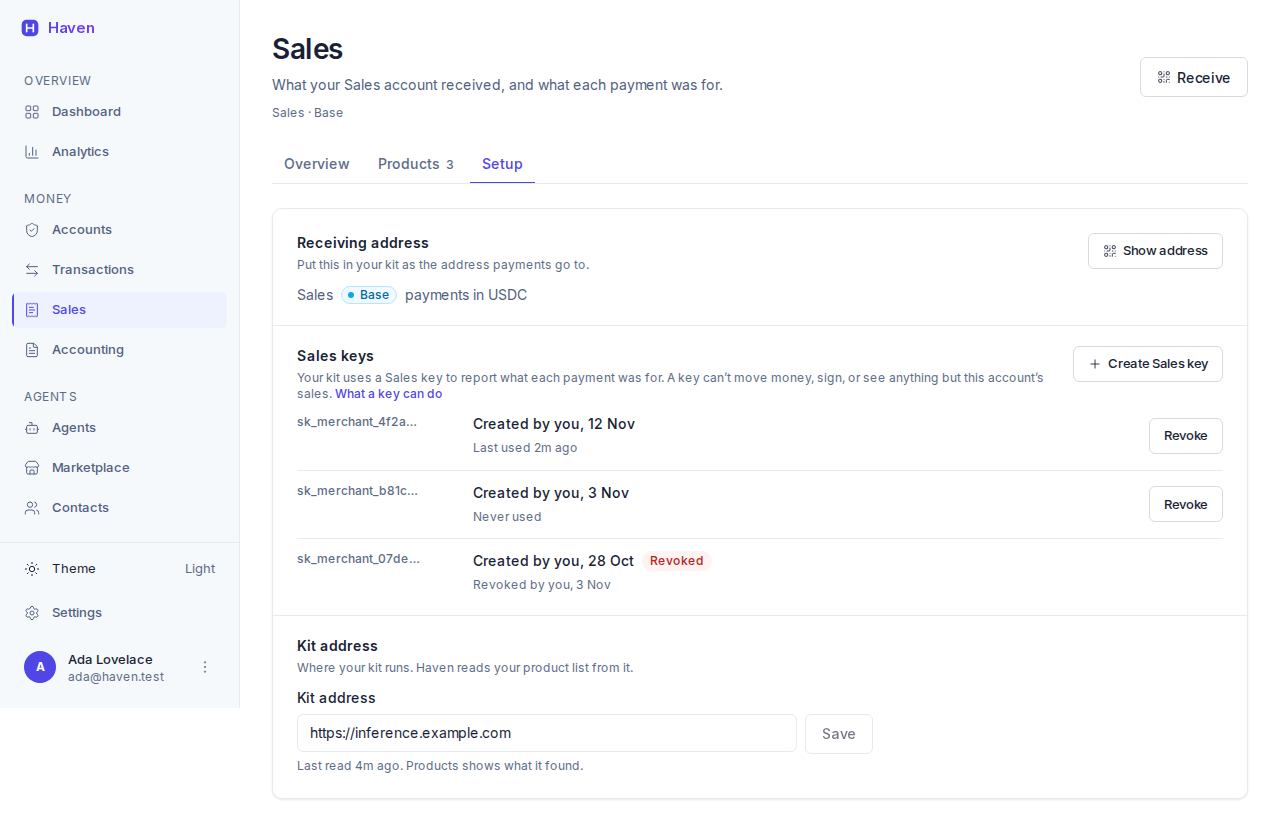 Haven
OVERVIEW
Dashboard
Analytics
MONEY
Accounts
Transactions
Sales
Accounting
AGENTS
Agents
Marketplace
Contacts
Theme Light
Settings
A
Ada Lovelace
ada@haven.test
Sales
What your Sales account received, and what each payment was for.
Sales · Base
Receive
Overview Products 3 Setup
Receiving address
Put this in your kit as the address payments go to.
Sales Base payments in USDC
Show address
Sales keys
Your kit uses a Sales key to report what each payment was for. A key can’t move money, sign, or see anything but this account’s
sales. What a key can do
Create Sales key
sk_merchant_4f2a… Created by you, 12 Nov
Last used 2m ago
Revoke
sk_merchant_b81c… Created by you, 3 Nov
Never used
Revoke
sk_merchant_07de… Created by you, 28 Oct Revoked
Revoked by you, 3 Nov
Kit address
Where your kit runs. Haven reads your product list from it.
Kit address
https://inference.example.com Save
Last read 4m ago. Products shows what it found.